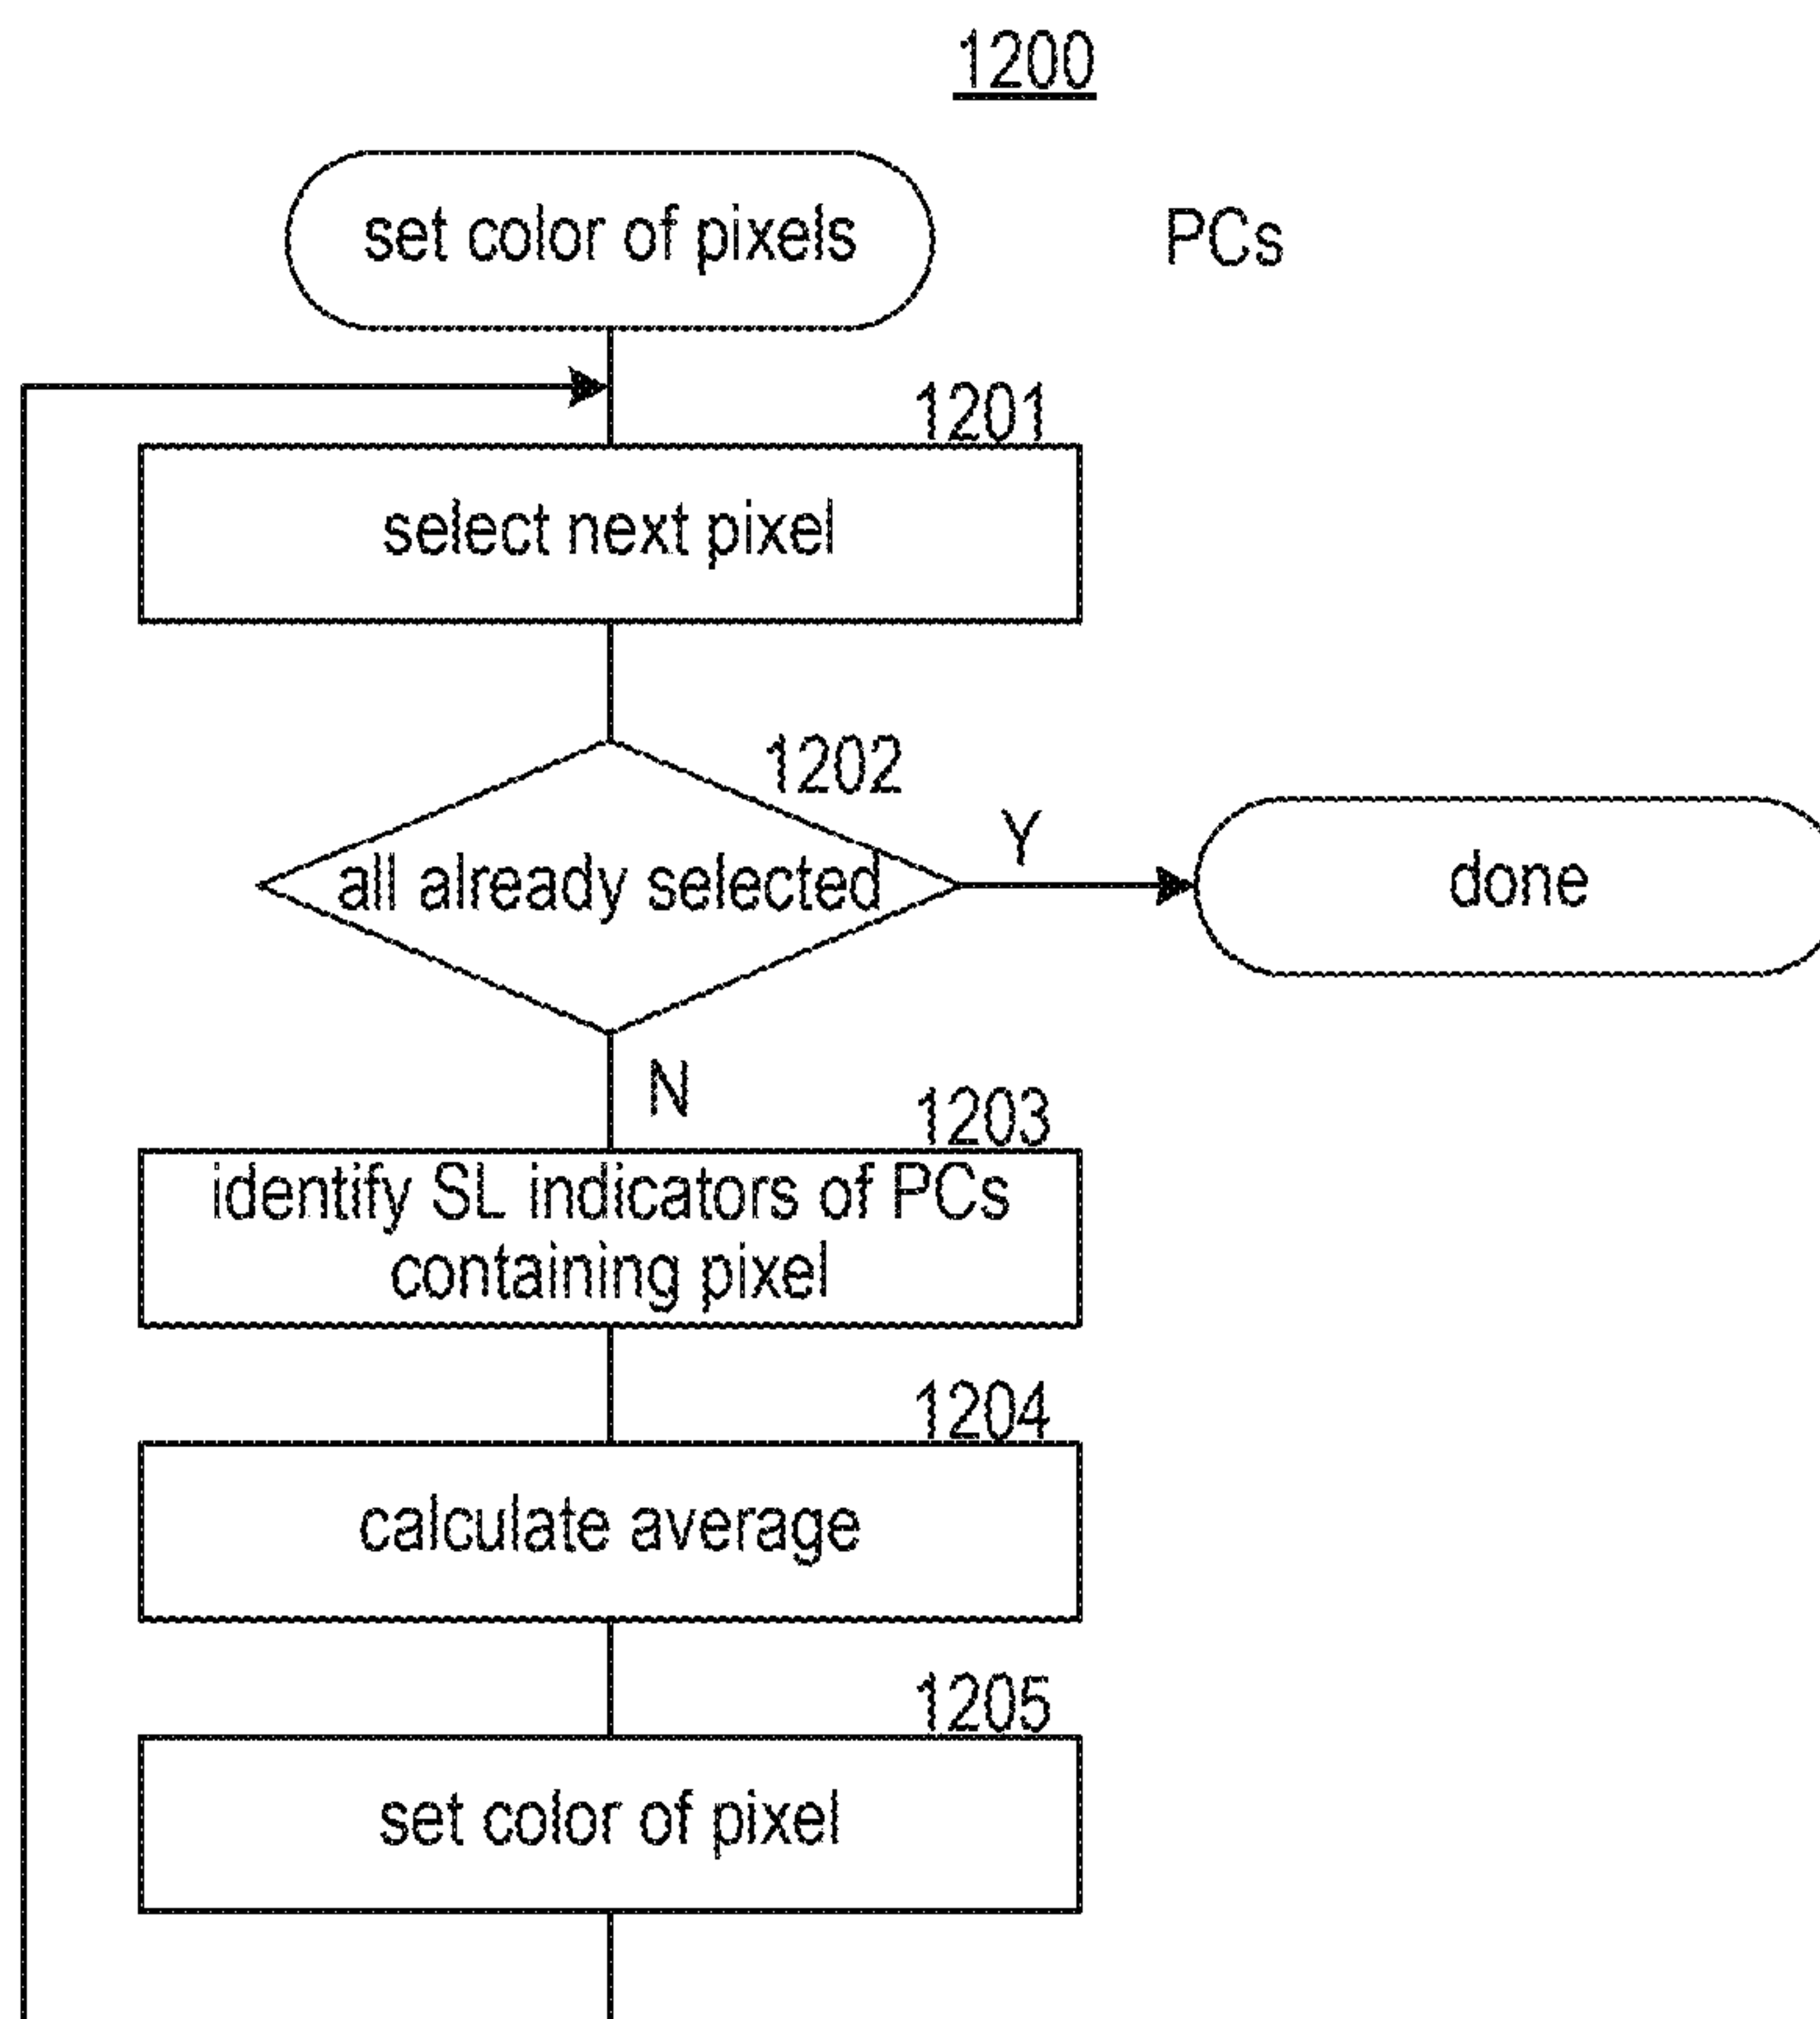 1200
set color of pixels
PCs
1201
select next pixel
1202
all already selected
Y
done
N
1203
identify SL indicators of PCs
containing pixel
1204
calculate average
1205
set color of pixel